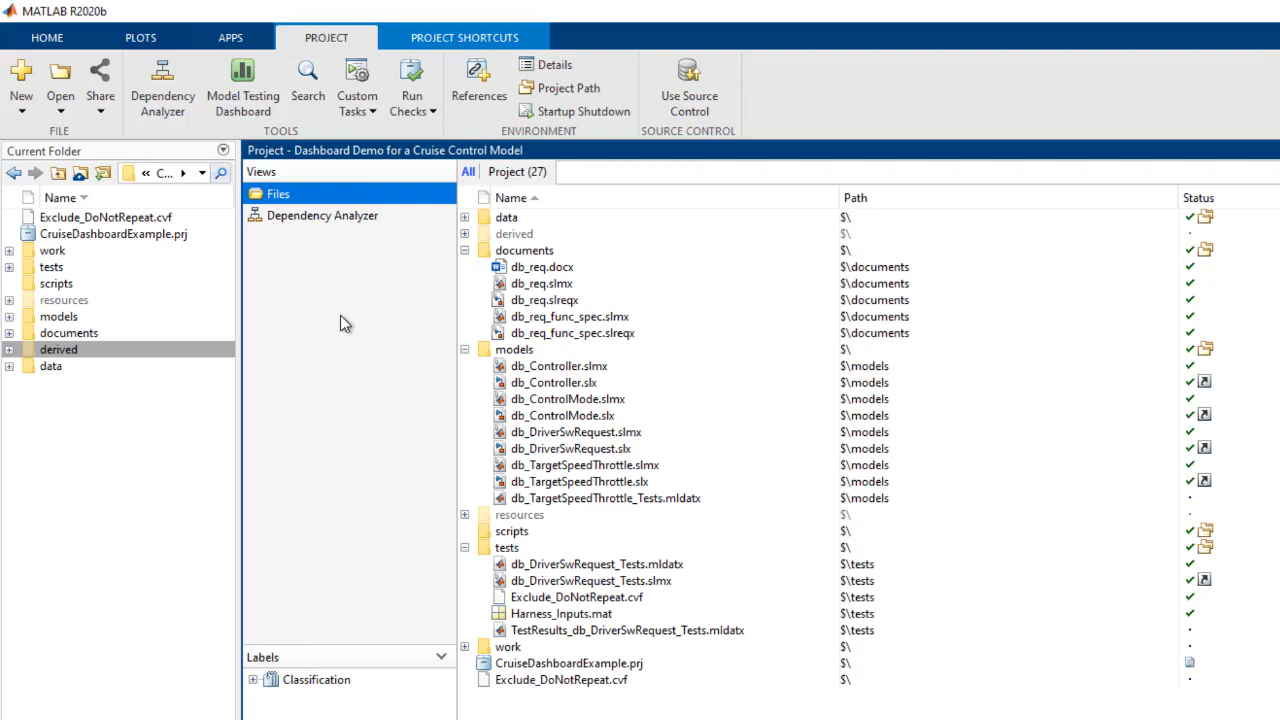 MATLAB R2020b
HOME PLOTS APPS PROJECT PROJECT SHORTCUTS
New Open Share Dependency Analyzer Model Testing Dashboard Search Custom Tasks Run Checks References Details Project Path Startup Shutdown Use Source Control
FILE TOOLS ENVIRONMENT SOURCE CONTROL
Current Folder
« C...
Name
Exclude_DoNotRepeat.cvf
CruiseDashboardExample.prj
work
tests
scripts
resources
models
documents
derived
data
Project - Dashboard Demo for a Cruise Control Model
Views
Files
Dependency Analyzer
Labels
Classification
All Project (27)
Name Path Status
data $\
derived $\
documents $\
db_req.docx $\documents
db_req.slmx $\documents
db_req.slreqx $\documents
db_req_func_spec.slmx $\documents
db_req_func_spec.slreqx $\documents
models $\
db_Controller.slmx $\models
db_Controller.slx $\models
db_ControlMode.slmx $\models
db_ControlMode.slx $\models
db_DriverSwRequest.slmx $\models
db_DriverSwRequest.slx $\models
db_TargetSpeedThrottle.slmx $\models
db_TargetSpeedThrottle.slx $\models
db_TargetSpeedThrottle_Tests.mldatx $\models
resources $\
scripts $\
tests $\
db_DriverSwRequest_Tests.mldatx $\tests
db_DriverSwRequest_Tests.slmx $\tests
Exclude_DoNotRepeat.cvf $\tests
Harness_Inputs.mat $\tests
TestResults_db_DriverSwRequest_Tests.mldatx $\tests
work $\
CruiseDashboardExample.prj $\
Exclude_DoNotRepeat.cvf $\